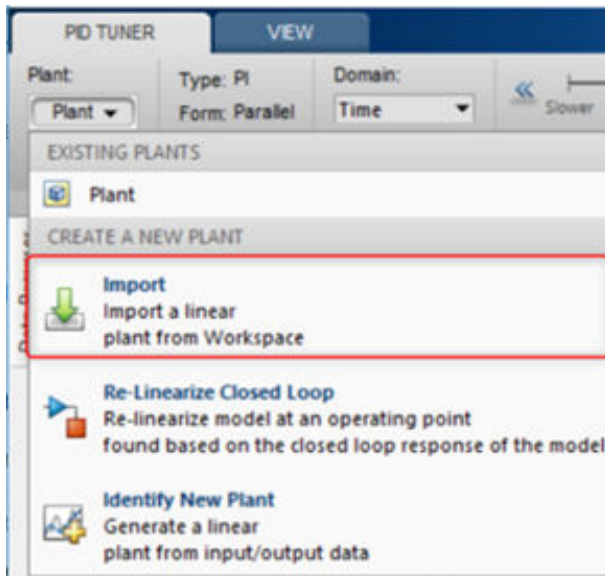 PID TUNER VIEW
Plant: Type: PI Domain:
Plant Form: Parallel Time Slower
EXISTING PLANTS
Plant
CREATE A NEW PLANT
Import
Import a linear
plant from Workspace
Re-Linearize Closed Loop
Re-linearize model at an operating point
found based on the closed loop response of the model
Identify New Plant
Generate a linear
plant from input/output data